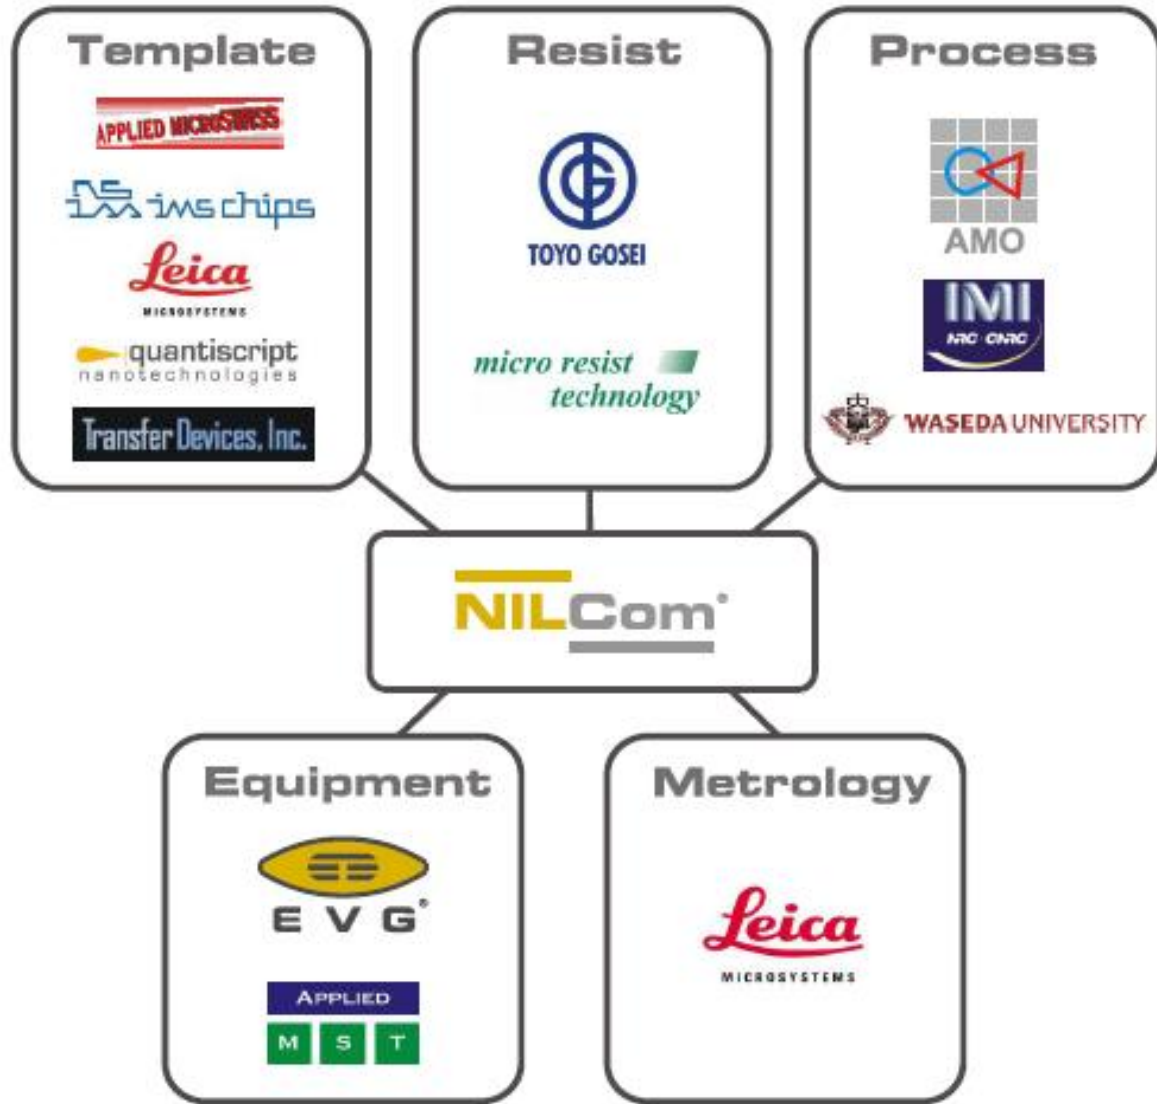 Template
APPLIED MICROSWISS
ims chips
Leica
MICROSYSTEMS
quantiscript
nanotechnologies
Transfer Devices, Inc.
Resist
TOYO GOSEI
micro resist
technology
Process
AMO
IMI
NRC CNRC
WASEDA UNIVERSITY
NILCom®
Equipment
EVG®
APPLIED
M S T
Metrology
Leica
MICROSYSTEMS